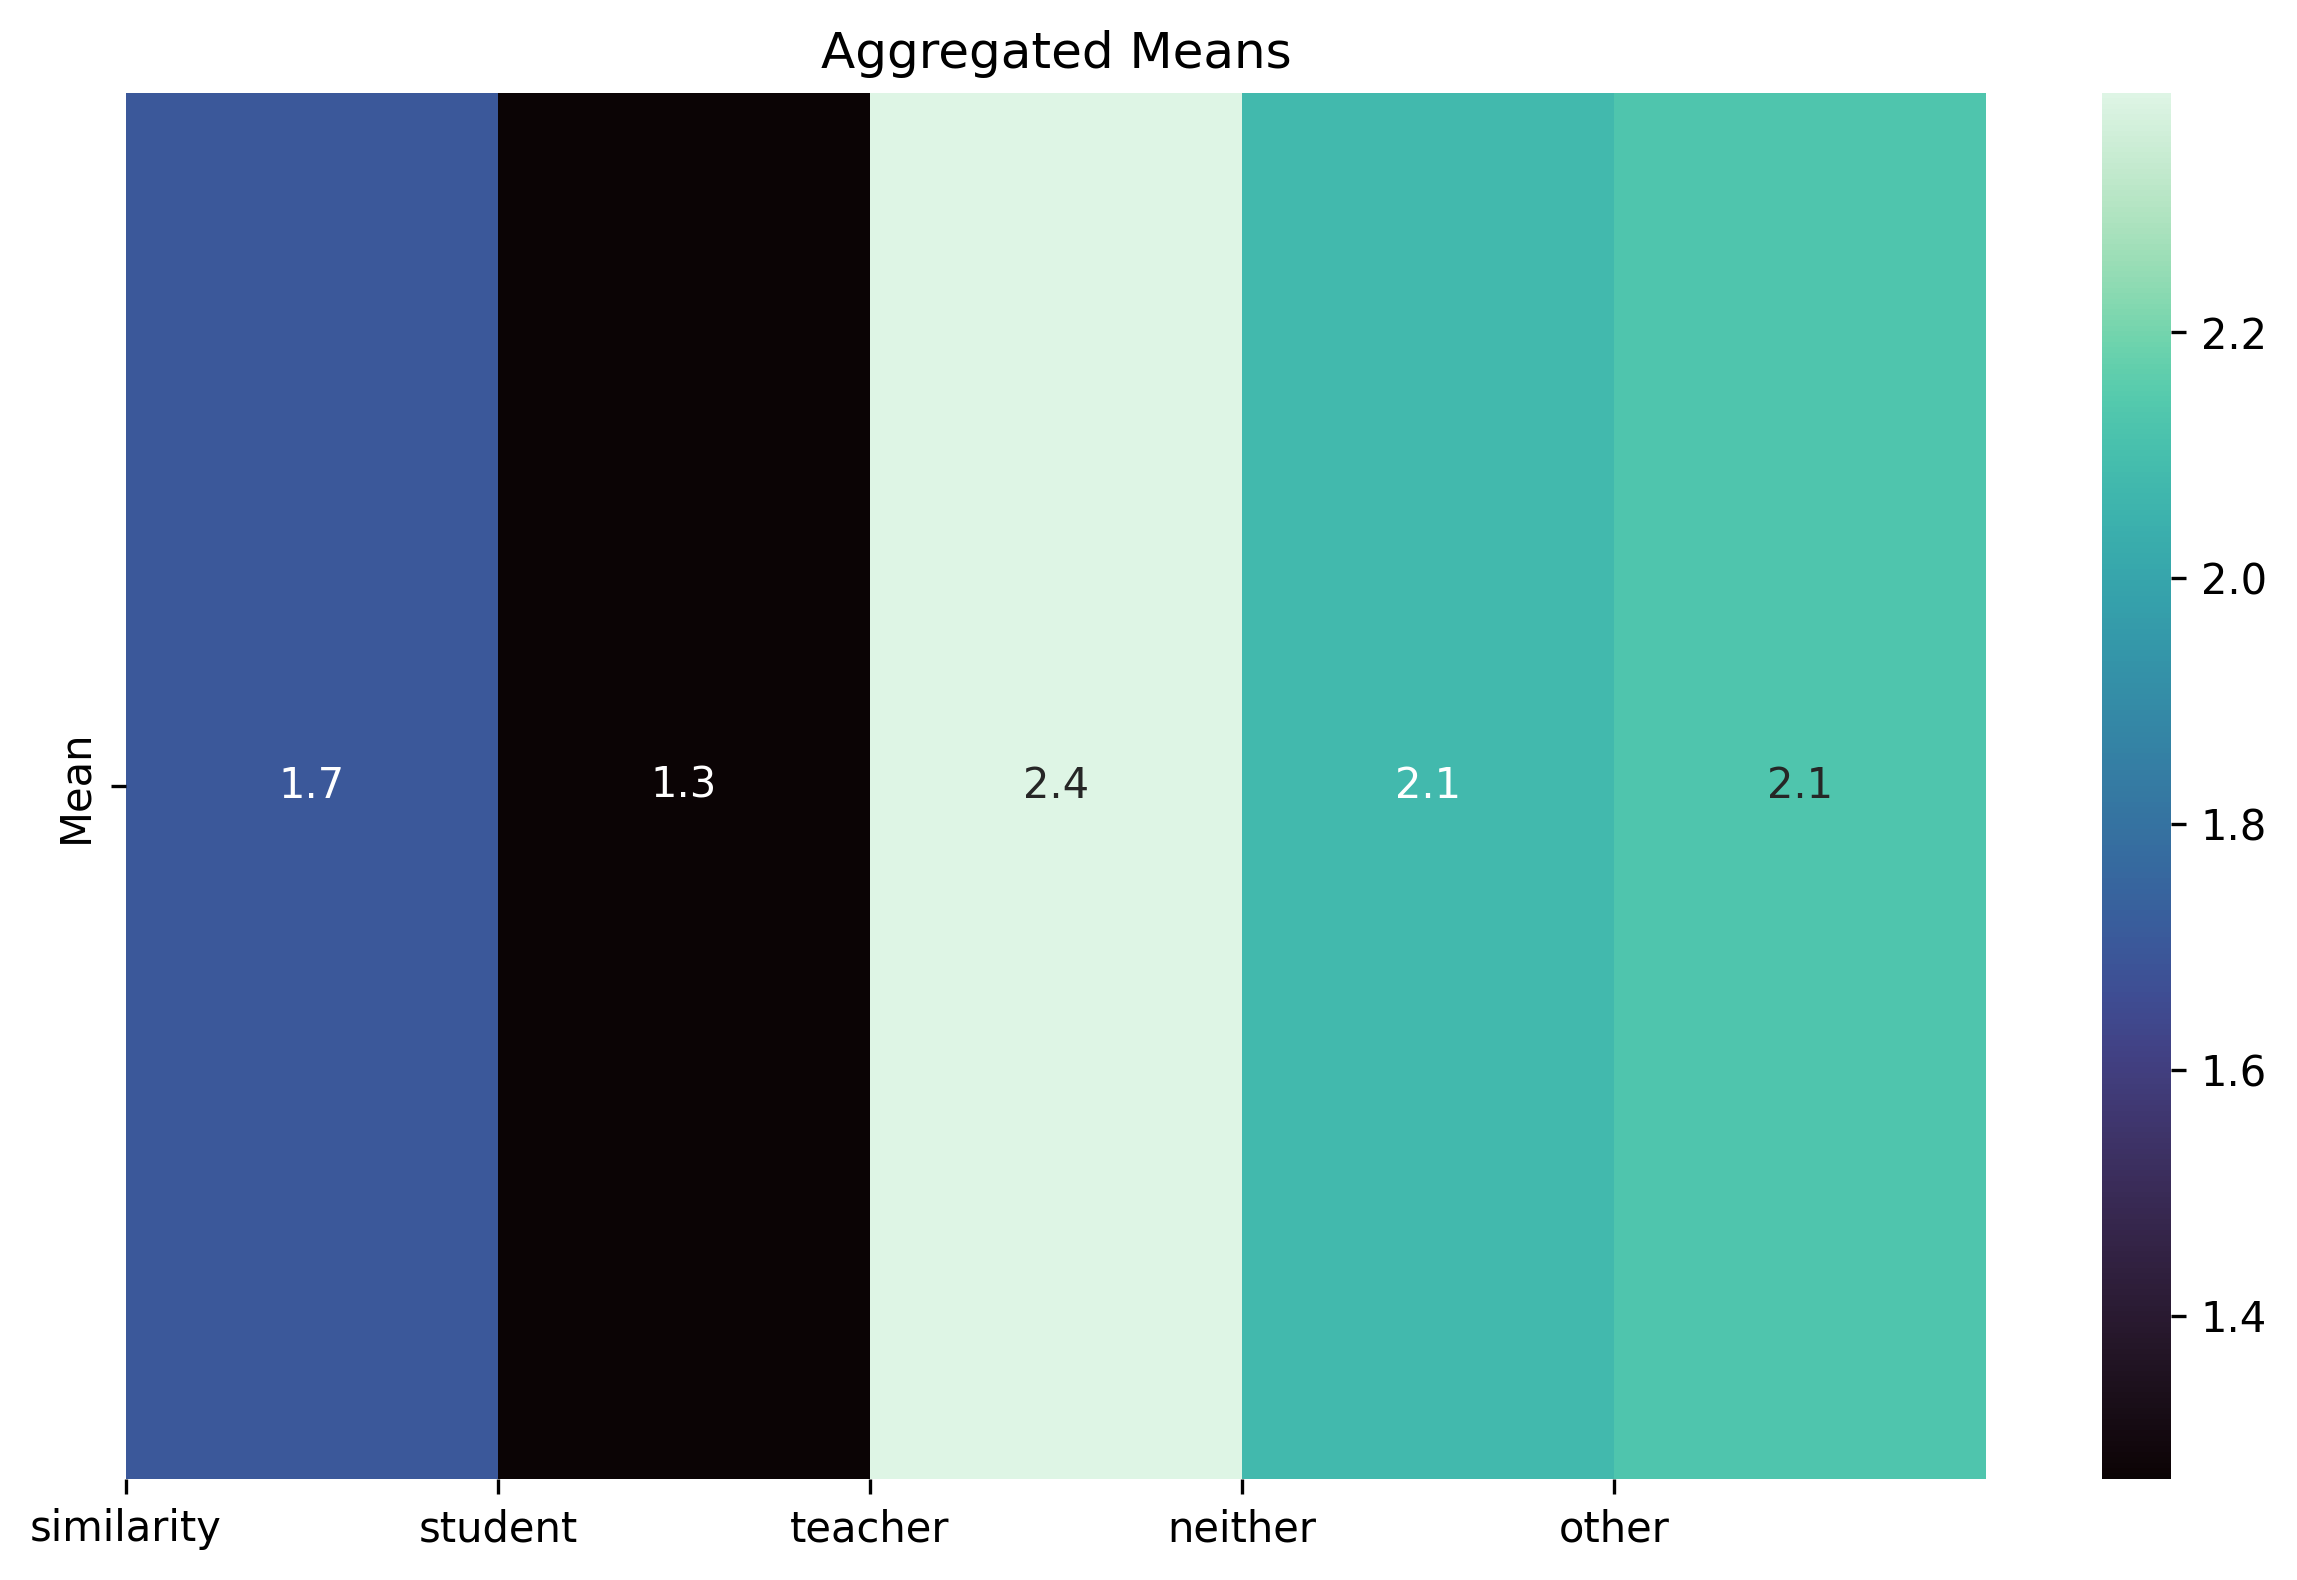 Aggregated Means
Mean
1.7 1.3 2.4 2.1 2.1
similarity student teacher neither other
2.2
2.0
1.8
1.6
1.4